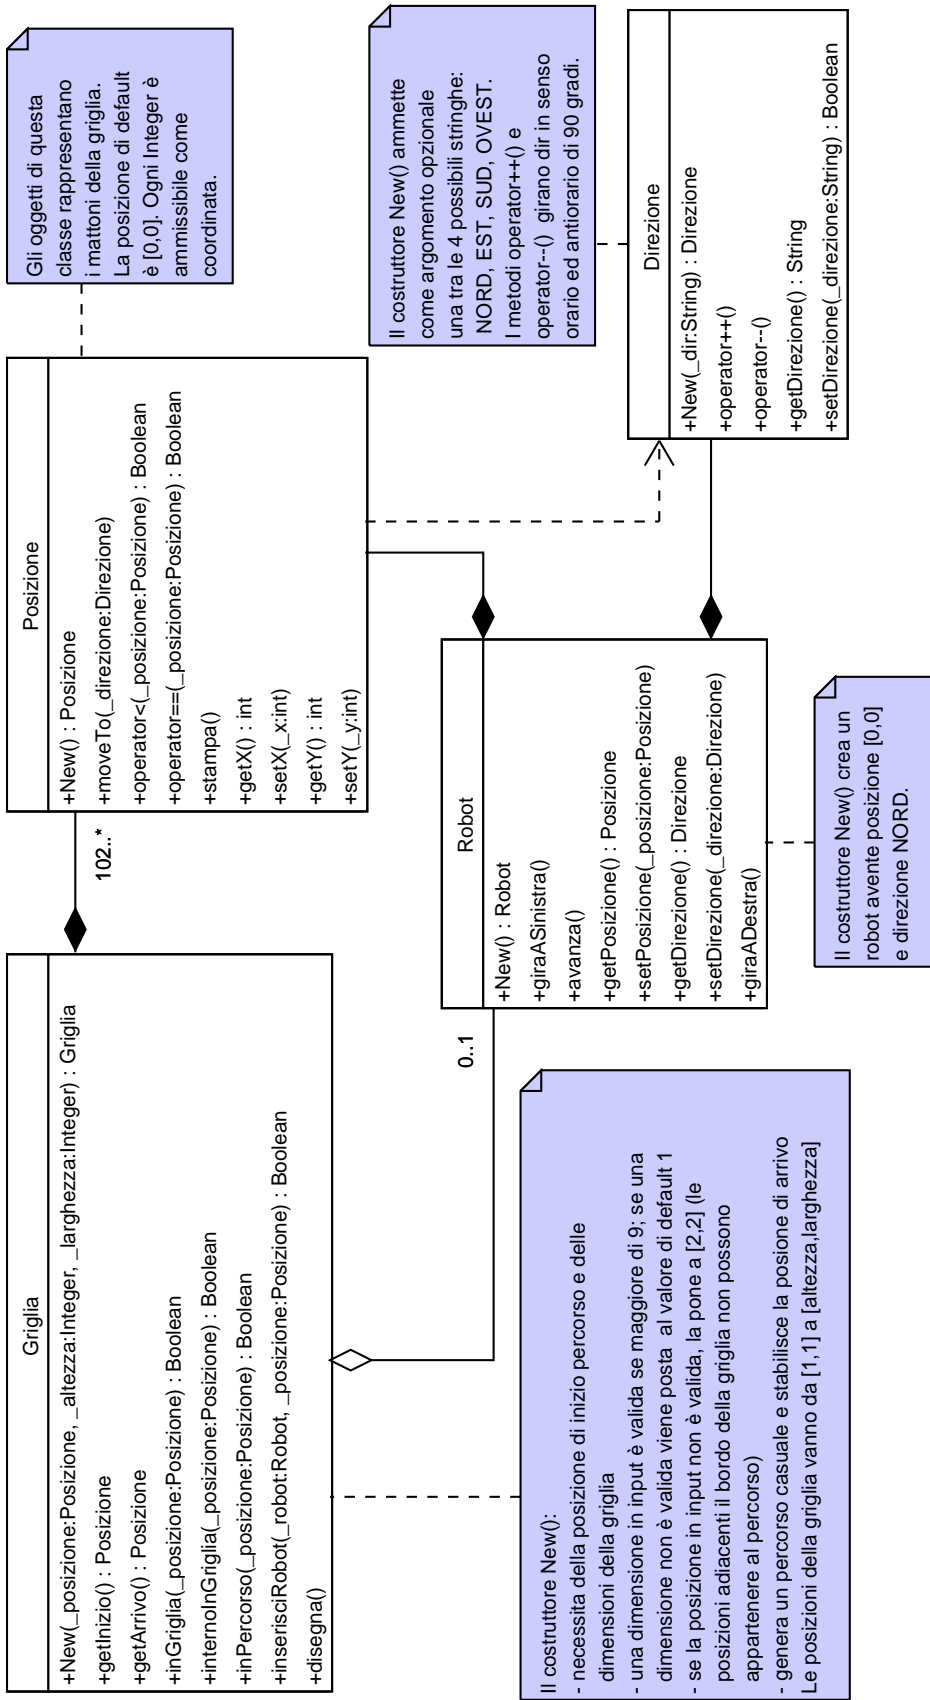 Griglia
+New(_posizione:Posizione, _altezza:Integer, _larghezza:Integer) : Griglia
+getInizio() : Posizione
+getArrivo() : Posizione
+inGriglia(_posizione:Posizione) : Boolean
+internoInGriglia(_posizione:Posizione) : Boolean
+inPercorso(_posizione:Posizione) : Boolean
+inserisciRobot(_robot:Robot, _posizione:Posizione) : Boolean
+disegna()
102..*
Posizione
+New() : Posizione
+moveTo(_direzione:Direzione)
+operator<(_posizione:Posizione) : Boolean
+operator==(_posizione:Posizione) : Boolean
+stampa()
+getX() : int
+setX(_x:int)
+getY() : int
+setY(_y:int)
Gli oggetti di questa
classe rappresentano
i mattoni della griglia.
La posizione di default
è [0,0]. Ogni Integer è
ammissibile come
coordinata.
Il costruttore New():
- necessita della posizione di inizio percorso e delle
dimensioni della griglia
- una dimensione in input è valida se maggiore di 9; se una
dimensione non è valida viene posta al valore di default 1
- se la posizione in input non è valida, la pone a [2,2] (le
posizioni adiacenti il bordo della griglia non possono
appartenere al percorso)
- genera un percorso casuale e stabilisce la posione di arrivo
Le posizioni della griglia vanno da [1,1] a [altezza,larghezza]
0..1
Robot
+New() : Robot
+giraASinistra()
+avanza()
+getPosizione() : Posizione
+setPosizione(_posizione:Posizione)
+getDirezione() : Direzione
+setDirezione(_direzione:Direzione)
+giraADestra()
Il costruttore New() crea un
robot avente posizione [0,0]
e direzione NORD.
Il costruttore New() ammette
come argomento opzionale
una tra le 4 possibili stringhe:
NORD, EST, SUD, OVEST.
I metodi operator++() e
operator--() girano dir in senso
orario ed antiorario di 90 gradi.
Direzione
+New(_dir:String) : Direzione
+operator++()
+operator--()
+getDirezione() : String
+setDirezione(_direzione:String) : Boolean